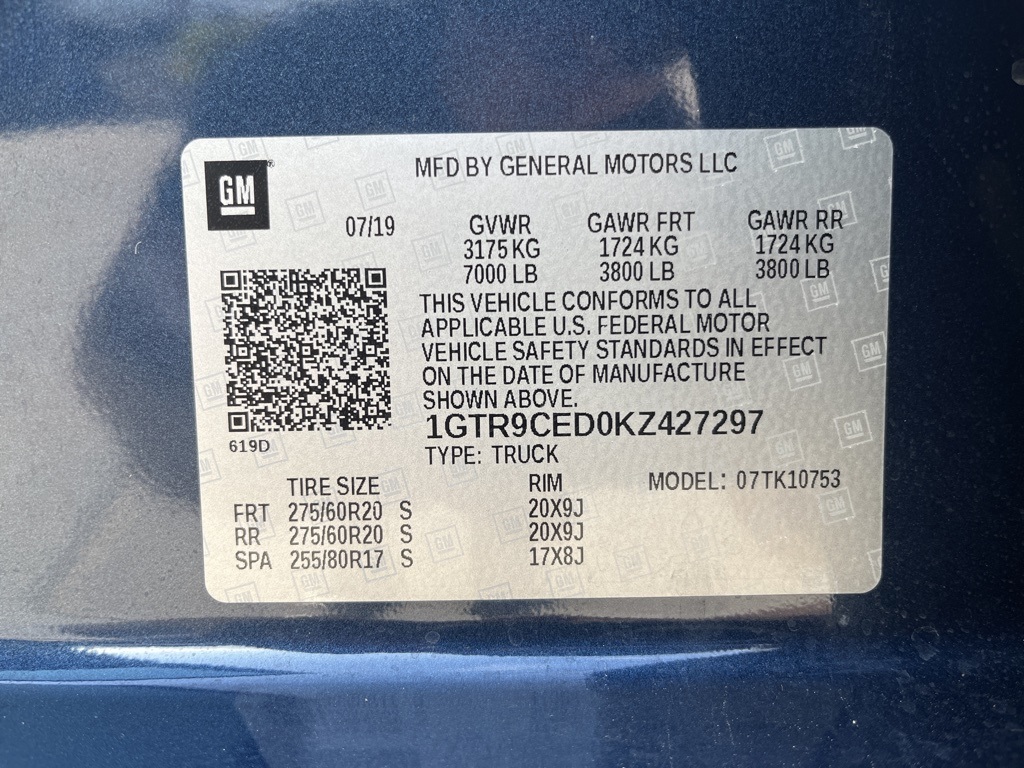 GM
MFD BY GENERAL MOTORS LLC
07/19
GVWR GAWR FRT GAWR RR
3175 KG 1724 KG 1724 KG
7000 LB 3800 LB 3800 LB
THIS VEHICLE CONFORMS TO ALL
APPLICABLE U.S. FEDERAL MOTOR
VEHICLE SAFETY STANDARDS IN EFFECT
ON THE DATE OF MANUFACTURE
SHOWN ABOVE.
619D
1GTR9CED0KZ427297
TYPE: TRUCK
TIRE SIZE RIM MODEL: 07TK10753
FRT 275/60R20 S 20X9J
RR 275/60R20 S 20X9J
SPA 255/80R17 S 17X8J